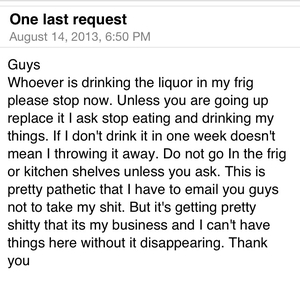 One last request
August 14, 2013, 6:50 PM
Guys
Whoever is drinking the liquor in my frig
please stop now. Unless you are going up
replace it I ask stop eating and drinking my
things. If I don't drink it in one week doesn't
mean I throwing it away. Do not go In the frig
or kitchen shelves unless you ask. This is
pretty pathetic that I have to email you guys
not to take my shit. But it's getting pretty
shitty that its my business and I can't have
things here without it disappearing. Thank
you